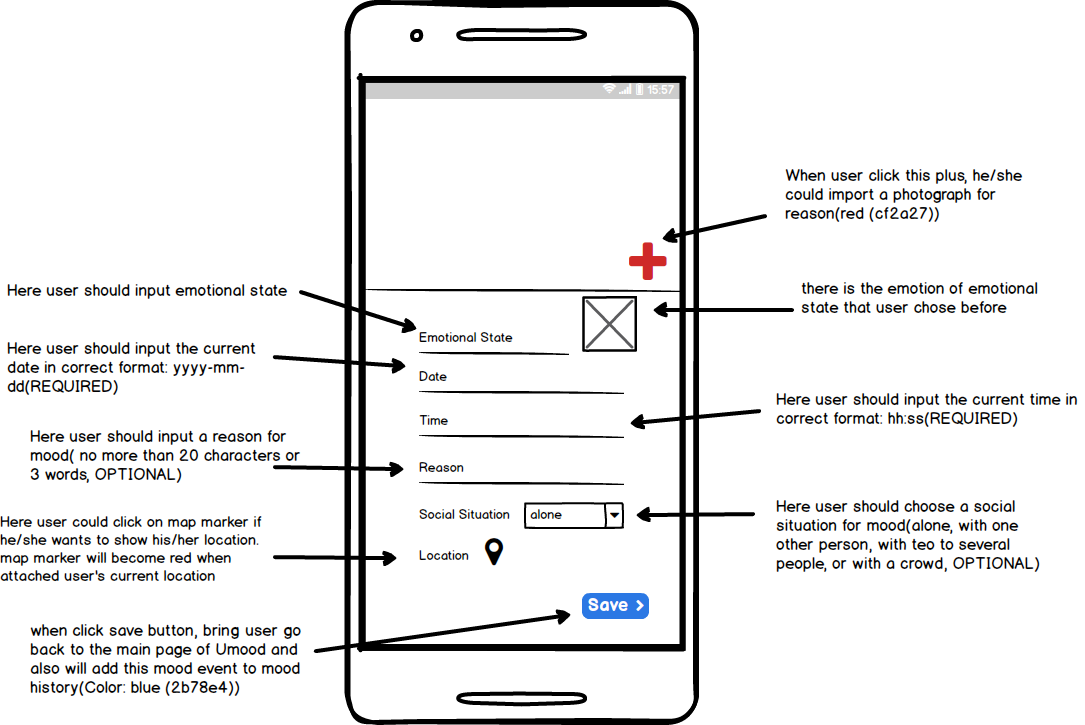 15:57
When user click this plus, he/she
could import a photograph for
reason(red (cf2a27))
Here user should input emotional state
there is the emotion of emotional
state that user chose before
Emotional State
Here user should input the current
date in correct format: yyyy-mm-
dd(REQUIRED)
Date
Here user should input the current time in
correct format: hh:ss(REQUIRED)
Time
Here user should input a reason for
mood( no more than 20 characters or
3 words, OPTIONAL)
Reason
Here user should choose a social
situation for mood(alone, with one
other person, with teo to several
people, or with a crowd, OPTIONAL)
Social Situation
alone
Here user could click on map marker if
he/she wants to show his/her location.
map marker will become red when
attached user's current location
Location
Save
when click save button, bring user go
back to the main page of Umood and
also will add this mood event to mood
history(Color: blue (2b78e4))